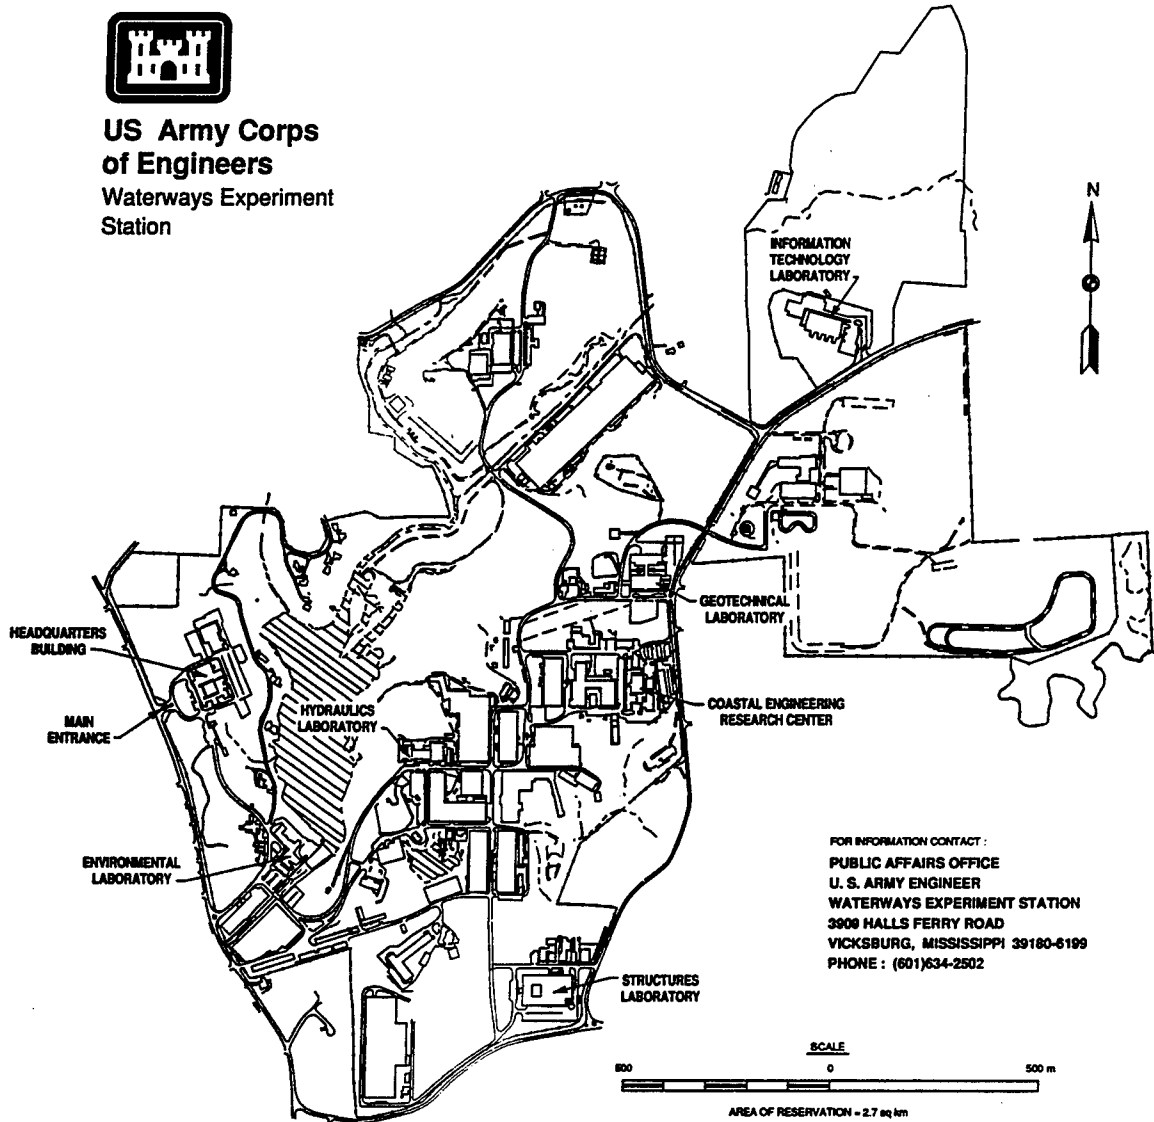 US Army Corps
of Engineers
Waterways Experiment
Station
N
INFORMATION
TECHNOLOGY
LABORATORY
GEOTECHNICAL
LABORATORY
HEADQUARTERS
BUILDING
MAIN
ENTRANCE
HYDRAULICS
LABORATORY
COASTAL ENGINEERING
RESEARCH CENTER
ENVIRONMENTAL
LABORATORY
STRUCTURES
LABORATORY
FOR INFORMATION CONTACT :
PUBLIC AFFAIRS OFFICE
U. S. ARMY ENGINEER
WATERWAYS EXPERIMENT STATION
3909 HALLS FERRY ROAD
VICKSBURG, MISSISSIPPI 39180-6199
PHONE : (601)634-2502
SCALE
500 0 500 m
AREA OF RESERVATION = 2.7 sq km